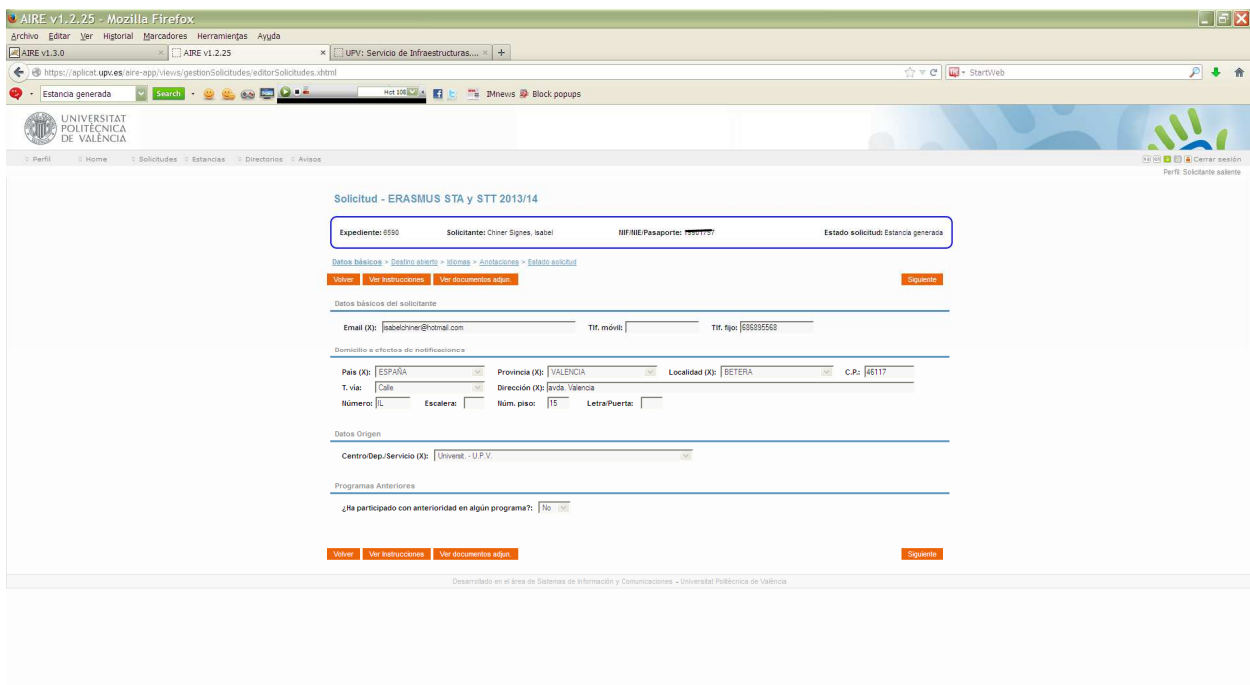 AIRE v1.2.25 - Mozilla Firefox
Archivo Editar Ver Historial Marcadores Herramientas Ayuda
AIRE v1.3.0 AIRE v1.2.25 UPV: Servicio de Infraestructuras....
https://aplicat.upv.es/aire-app/views/gestionSolicitudes/editorSolicitudes.xhtml StartWeb
Estancia generada Search Hot 108 IMnews Block popups
UNIVERSITAT
POLITÈCNICA
DE VALÈNCIA
Perfil Home Solicitudes Estancias Directorios Avisos Cerrar sesión
Perfil: Solicitante saliente
Solicitud - ERASMUS STA y STT 2013/14
Expediente: 6590 Solicitante: Chiner Signes, Isabel NIF/NIE/Pasaporte: Estado solicitud: Estancia generada
Datos básicos > Destino abierto > Idiomas > Anotaciones > Estado solicitud
Volver Ver Instrucciones Ver documentos adjun. Siguiente
Datos básicos del solicitante
Email (X): isabelchiner@hotmail.com Tlf. móvil: Tlf. fijo: 686895568
Domicilio a efectos de notificaciones
País (X): ESPAÑA Provincia (X): VALENCIA Localidad (X): BETERA C.P.: 46117
T. via: Calle Dirección (X): avda. Valencia
Número: IL Escalera: Núm. piso: 15 Letra/Puerta:
Datos Origen
Centro/Dep./Servicio (X): Universit. - U.P.V.
Programas Anteriores
¿Ha participado con anterioridad en algún programa?: No
Volver Ver Instrucciones Ver documentos adjun. Siguiente
Desarrollado en el área de Sistemas de Información y Comunicaciones - Universitat Politècnica de València